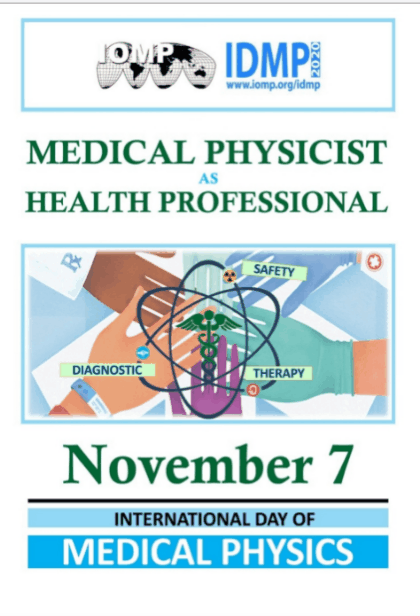 IOMP
IDMP 2020
www.iomp.org/idmp
MEDICAL PHYSICIST
AS
HEALTH PROFESSIONAL
Rx
SAFETY
DIAGNOSTIC
THERAPY
November 7
INTERNATIONAL DAY OF
MEDICAL PHYSICS